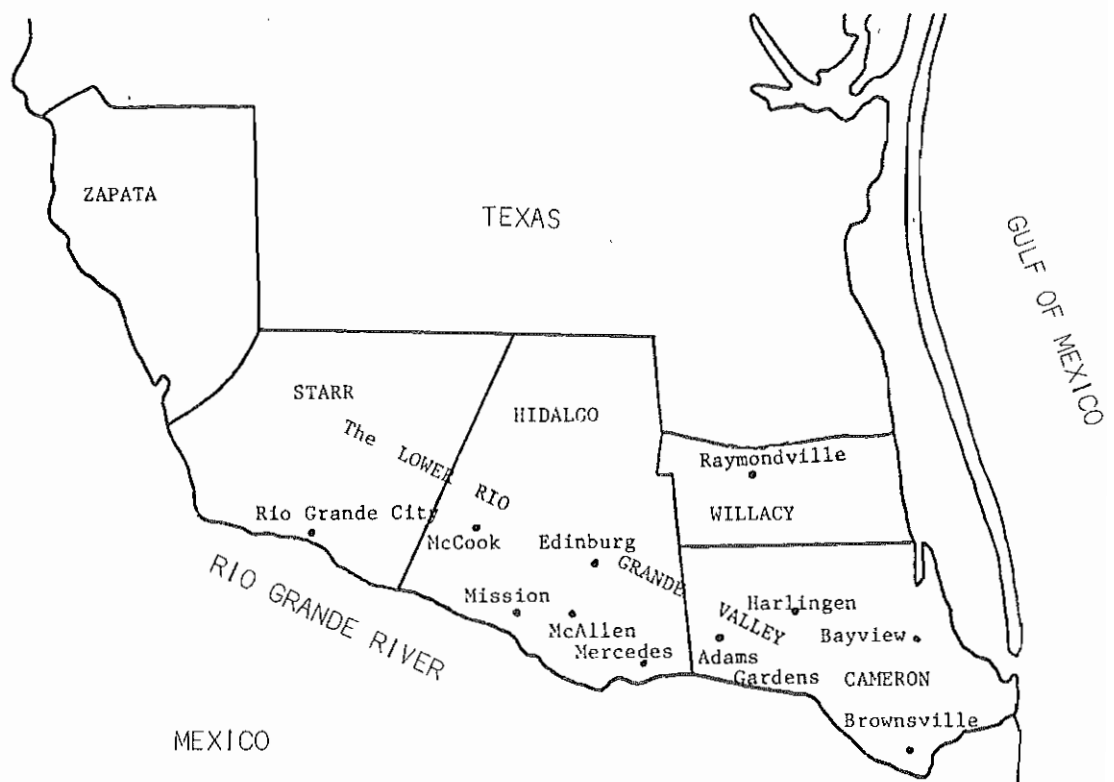 ZAPATA
TEXAS
GULF OF MEXICO
STARR
HIDALGO
The LOWER RIO GRANDE VALLEY
Raymondville
WILLACY
Rio Grande City
McCook
Edinburg
RIO GRANDE RIVER
Mission
McAllen
Mercedes
Harlingen
Bayview
Adams
Gardens
CAMERON
Brownsville
MEXICO